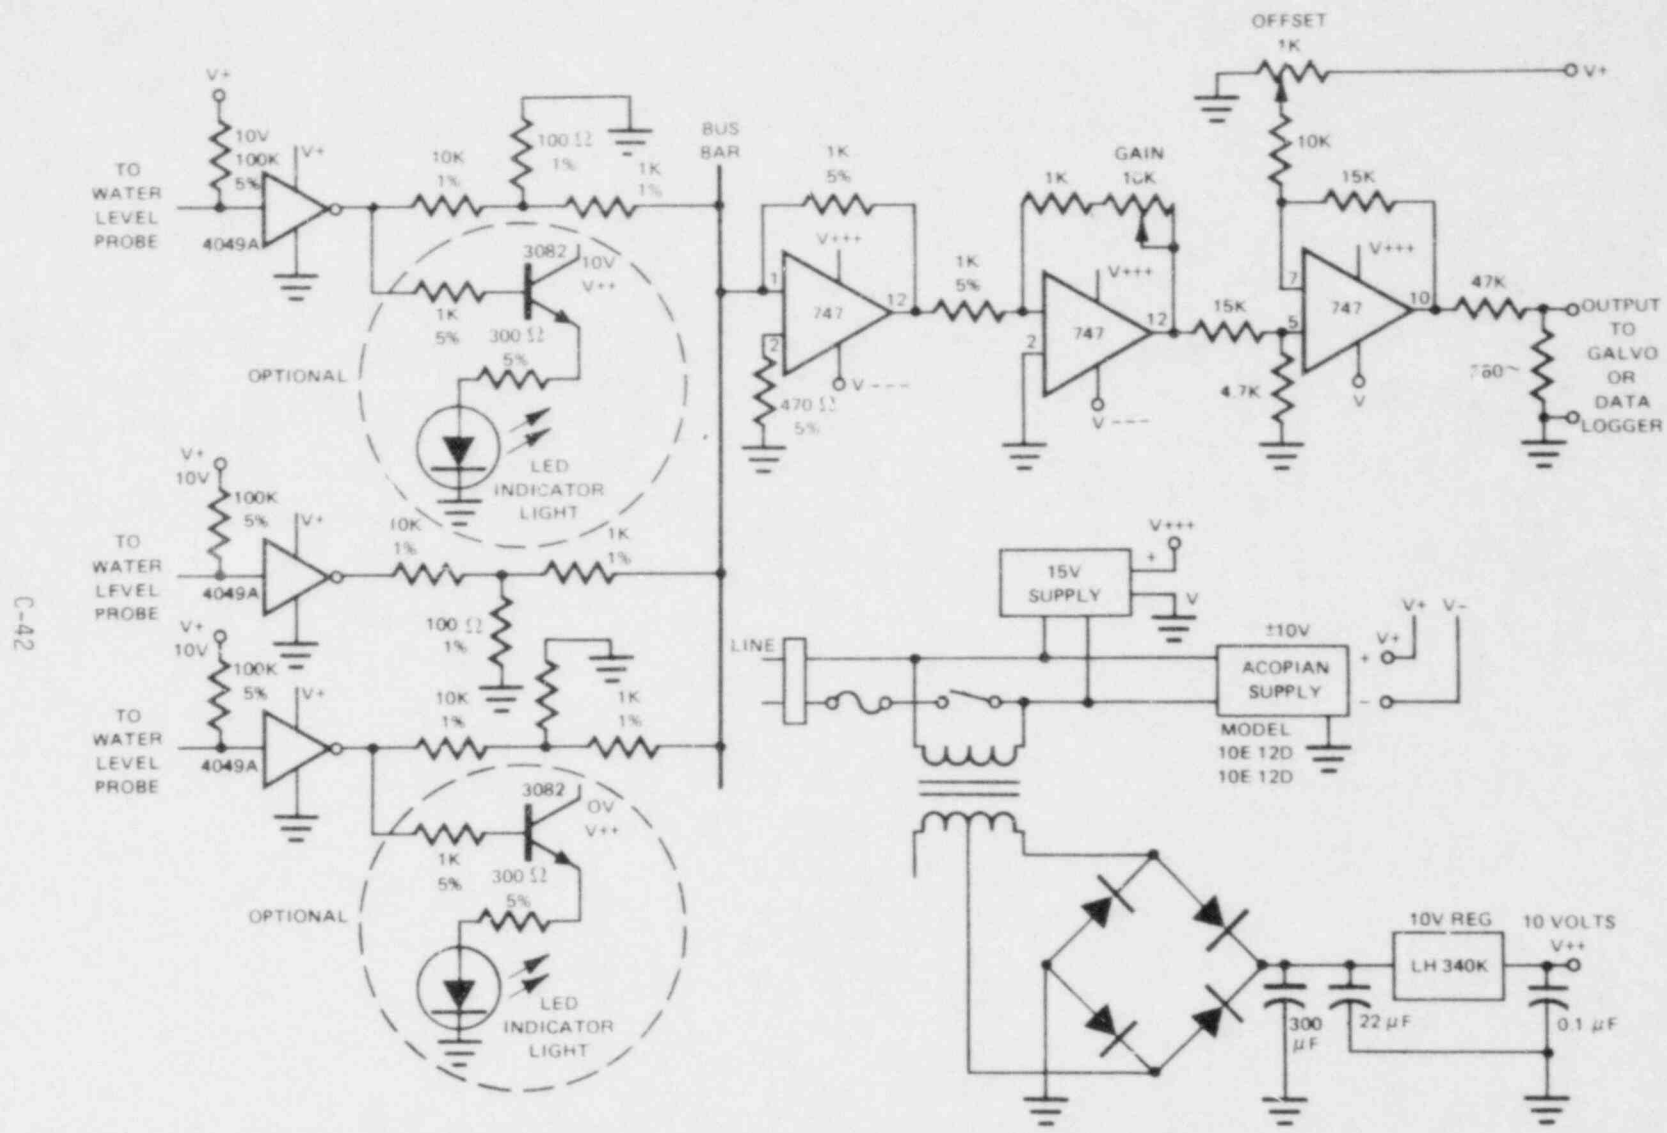 OFFSET
1K
V+
10K
15K
V+++
7
747
5
10
V
47K
OUTPUT
TO
GALVO
OR
DATA
LOGGER
V+
10V
100K
5%
V+
TO
WATER
LEVEL
PROBE
4049A
10K
1%
100 Ω
1%
1K
1%
BUS
BAR
3082
10V
V++
1K
5%
300 Ω
5%
OPTIONAL
LED
INDICATOR
LIGHT
1K
5%
V+++
1
747
2
12
V---
470 Ω
5%
1K
5%
GAIN
1K
10K
V+++
747
2
12
V---
15K
4.7K
V+
10V
100K
5%
V+
TO
WATER
LEVEL
PROBE
4049A
10K
1%
1K
1%
100 Ω
1%
V+
10V
100K
5%
V+
TO
WATER
LEVEL
PROBE
4049A
10K
1%
1K
1%
3082
0V
V++
1K
5%
300 Ω
5%
OPTIONAL
LED
INDICATOR
LIGHT
C-42
LINE
15V
SUPPLY
+
V+++
V
±10V
ACOPIAN
SUPPLY
+
V+
-
V+
V-
MODEL
10E 12D
10E 12D
10V REG
LH 340K
10 VOLTS
V++
300
μF
22 μF
0.1 μF